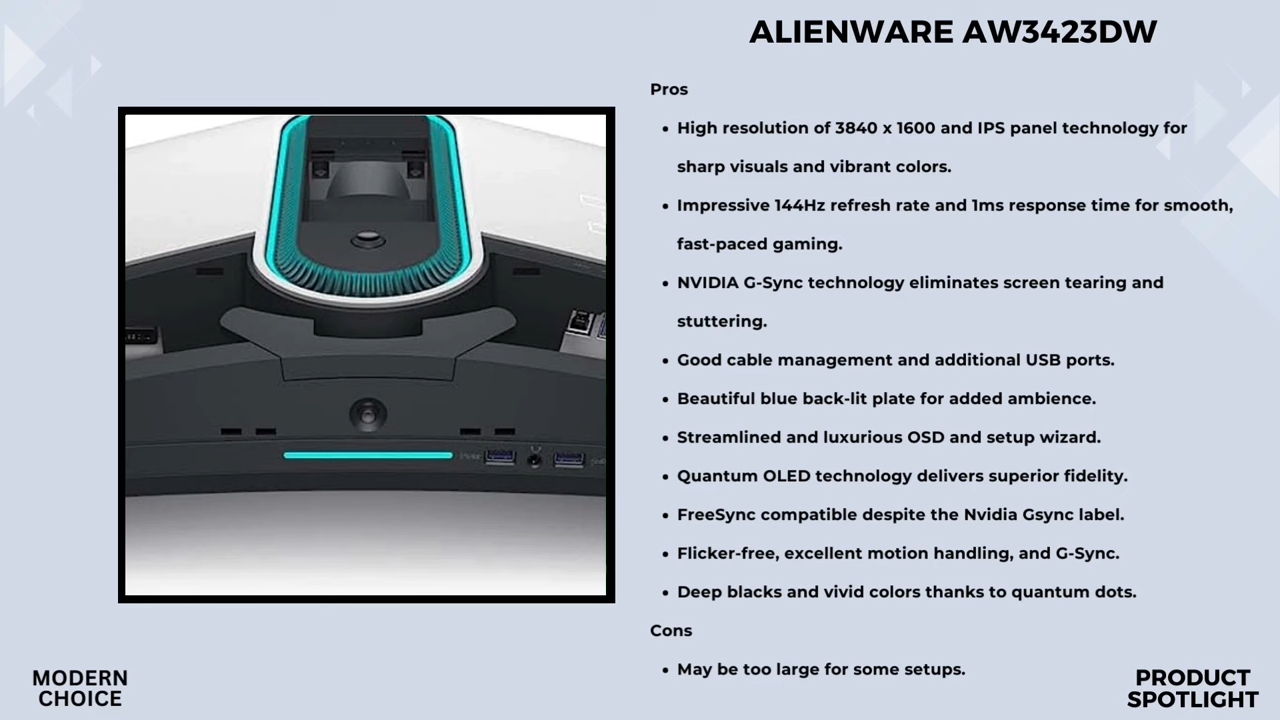 ALIENWARE AW3423DW
Pros
• High resolution of 3840 x 1600 and IPS panel technology for
sharp visuals and vibrant colors.
• Impressive 144Hz refresh rate and 1ms response time for smooth,
fast-paced gaming.
• NVIDIA G-Sync technology eliminates screen tearing and
stuttering.
• Good cable management and additional USB ports.
• Beautiful blue back-lit plate for added ambience.
• Streamlined and luxurious OSD and setup wizard.
• Quantum OLED technology delivers superior fidelity.
• FreeSync compatible despite the Nvidia Gsync label.
• Flicker-free, excellent motion handling, and G-Sync.
• Deep blacks and vivid colors thanks to quantum dots.
Cons
• May be too large for some setups.
MODERN
CHOICE
PRODUCT
SPOTLIGHT